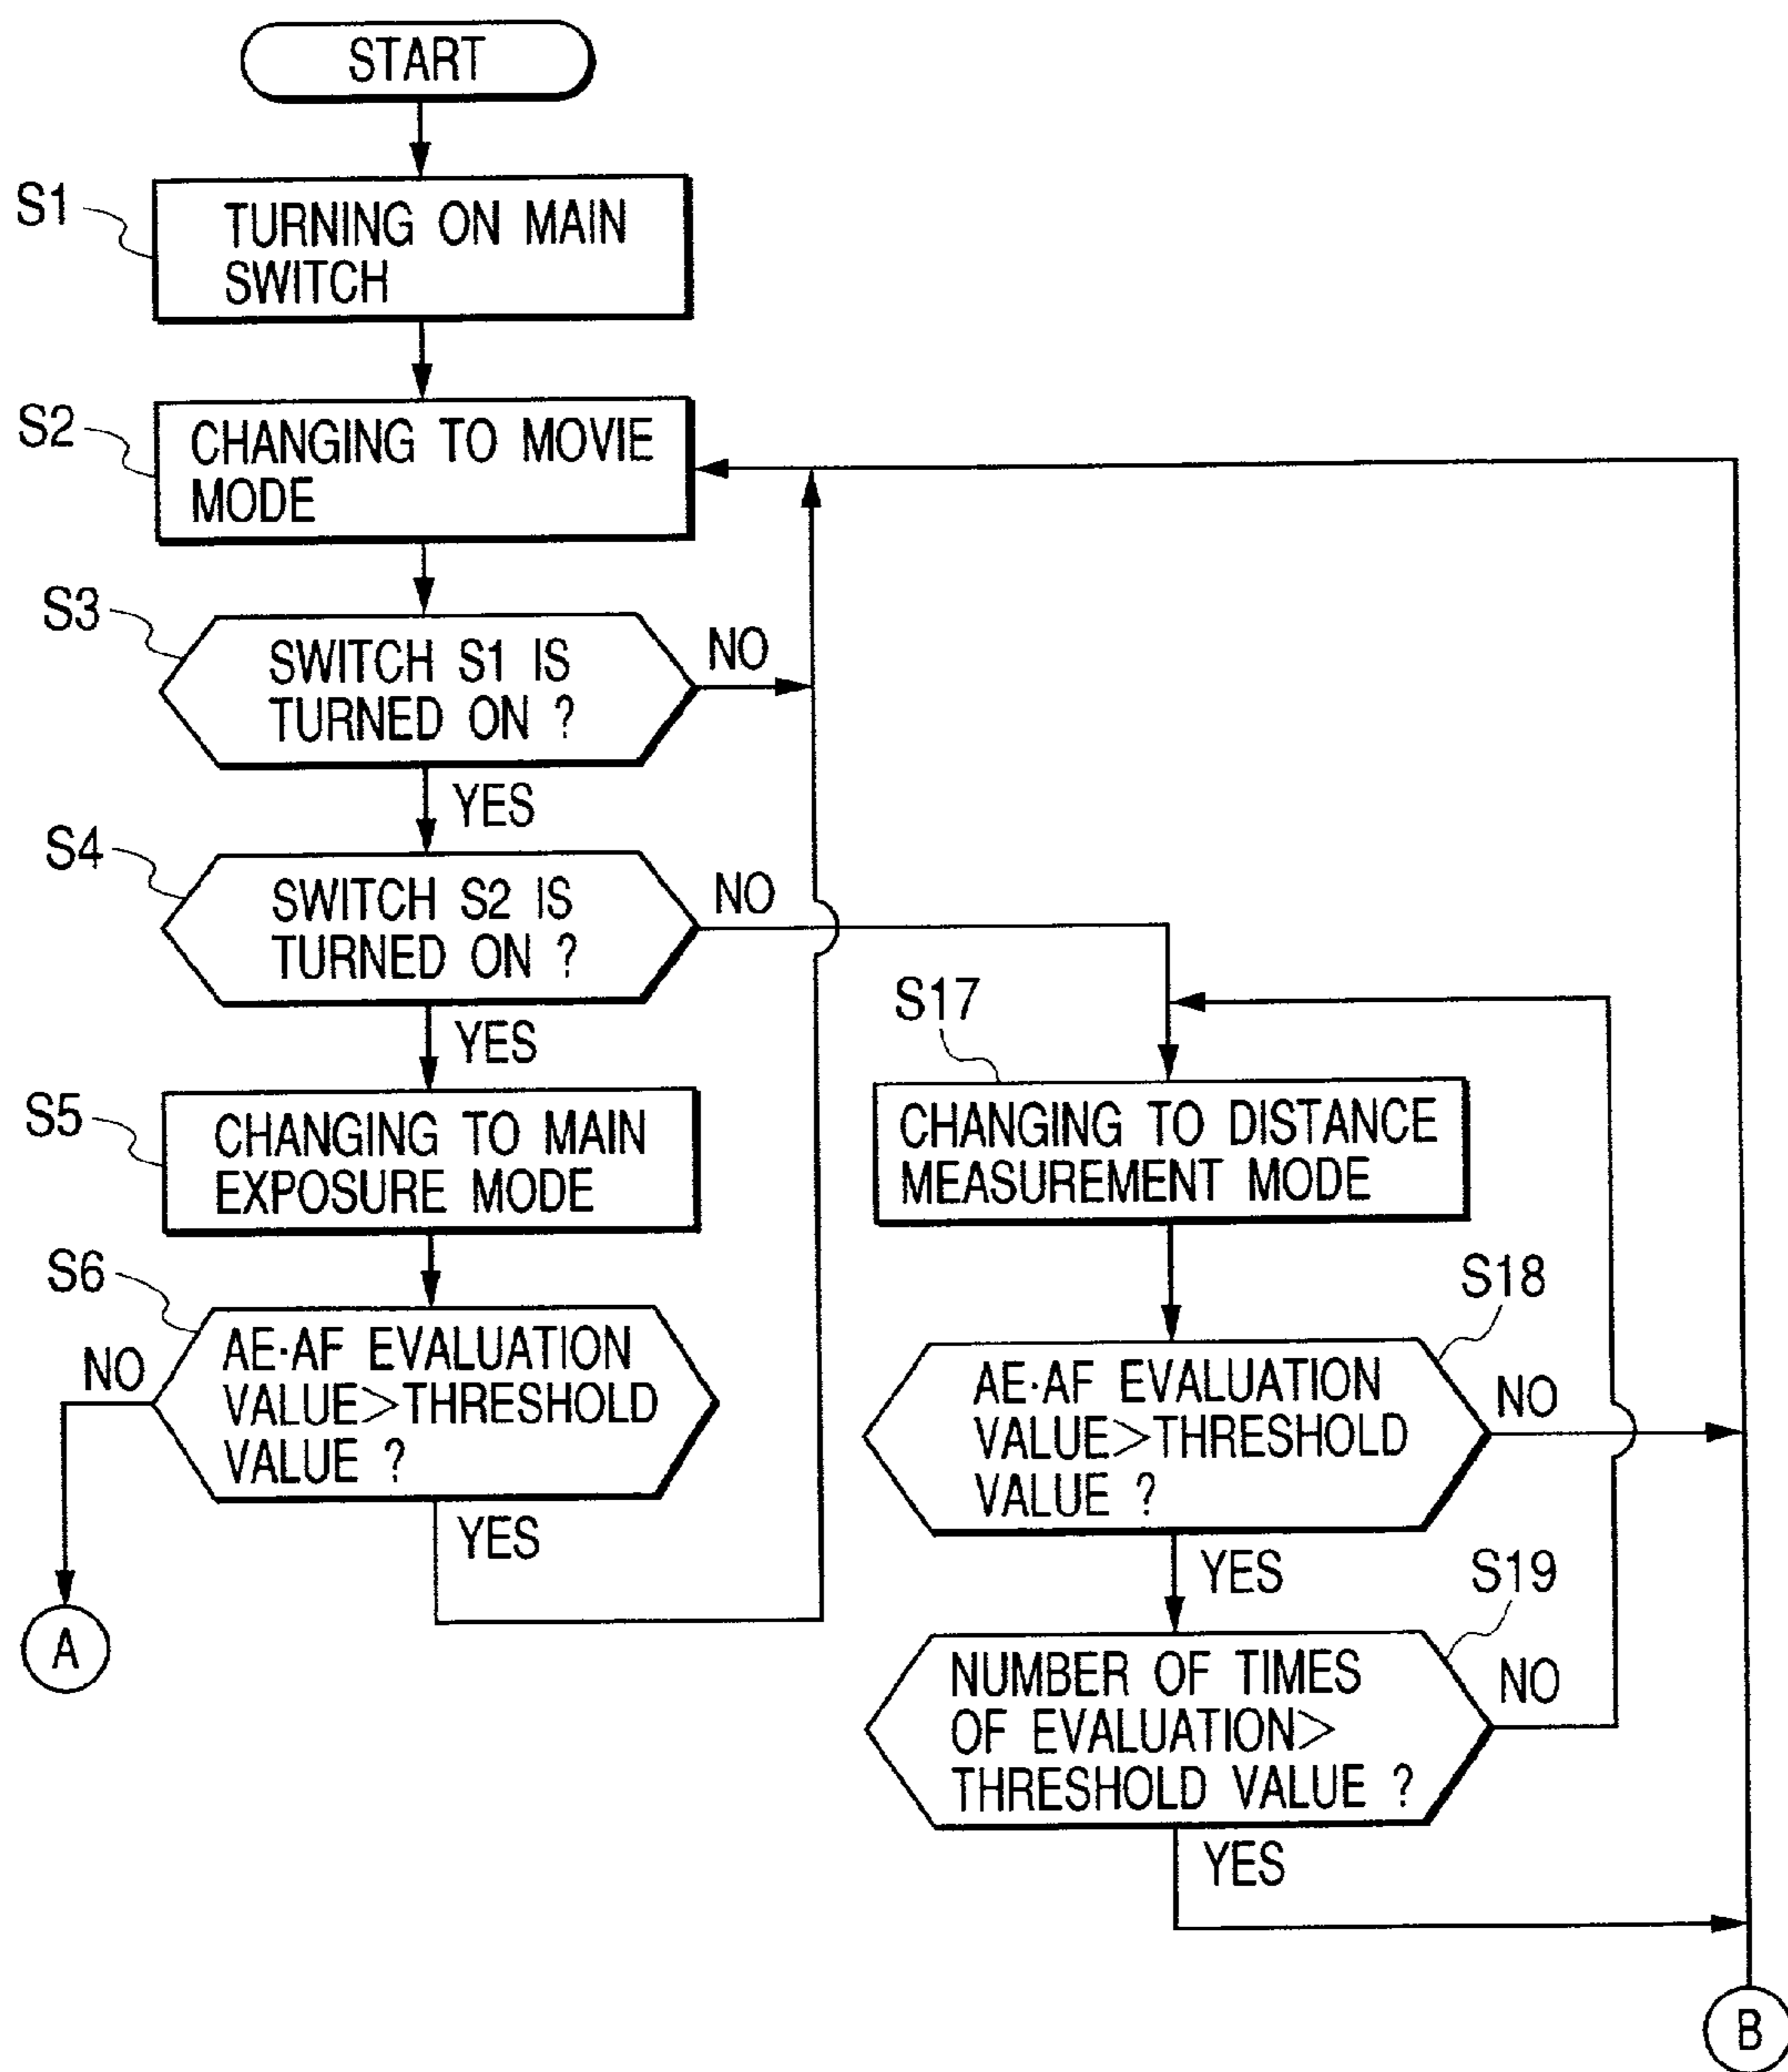 START
S1
TURNING ON MAIN
SWITCH
S2
CHANGING TO MOVIE
MODE
S3
SWITCH S1 IS
TURNED ON ?
NO
YES
S4
SWITCH S2 IS
TURNED ON ?
NO
YES
S5
CHANGING TO MAIN
EXPOSURE MODE
S6
AE·AF EVALUATION
VALUE>THRESHOLD
VALUE ?
NO
YES
A
S17
CHANGING TO DISTANCE
MEASUREMENT MODE
S18
AE·AF EVALUATION
VALUE>THRESHOLD
VALUE ?
NO
YES
S19
NUMBER OF TIMES
OF EVALUATION>
THRESHOLD VALUE ?
NO
YES
B